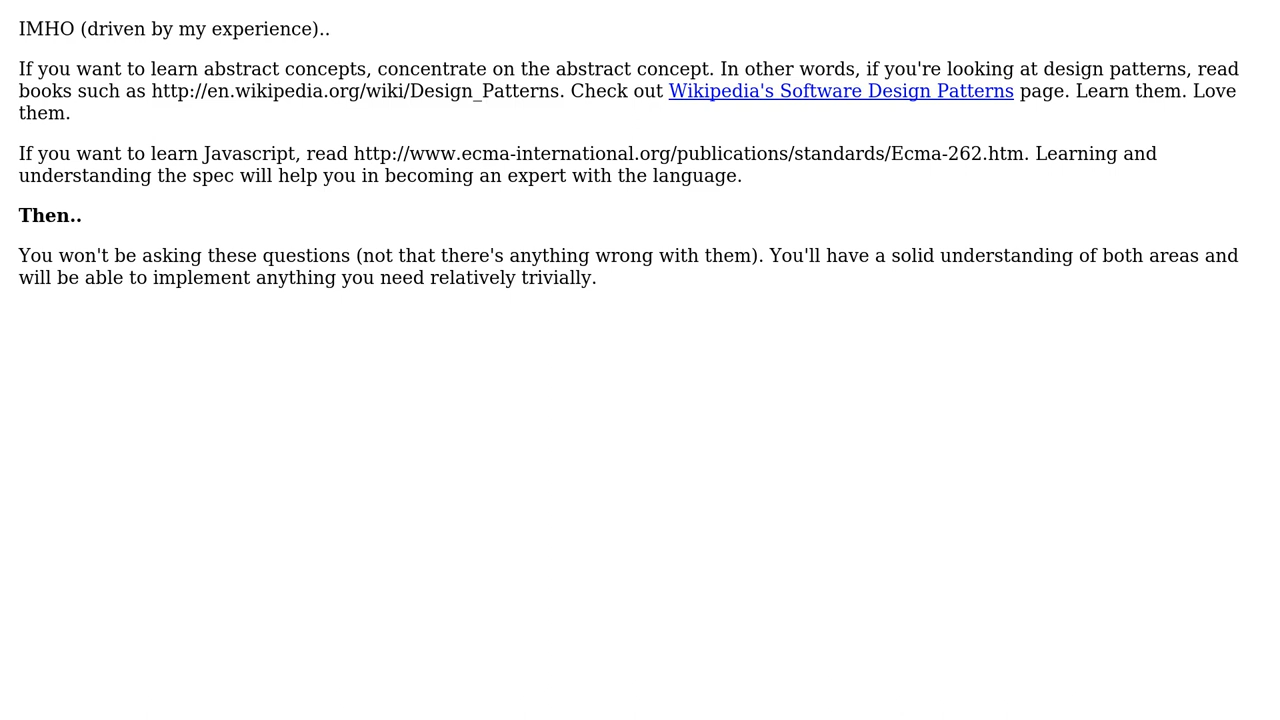 IMHO (driven by my experience)..
If you want to learn abstract concepts, concentrate on the abstract concept. In other words, if you're looking at design patterns, read
books such as http://en.wikipedia.org/wiki/Design_Patterns. Check out Wikipedia's Software Design Patterns page. Learn them. Love
them.
If you want to learn Javascript, read http://www.ecma-international.org/publications/standards/Ecma-262.htm. Learning and
understanding the spec will help you in becoming an expert with the language.
Then..
You won't be asking these questions (not that there's anything wrong with them). You'll have a solid understanding of both areas and
will be able to implement anything you need relatively trivially.